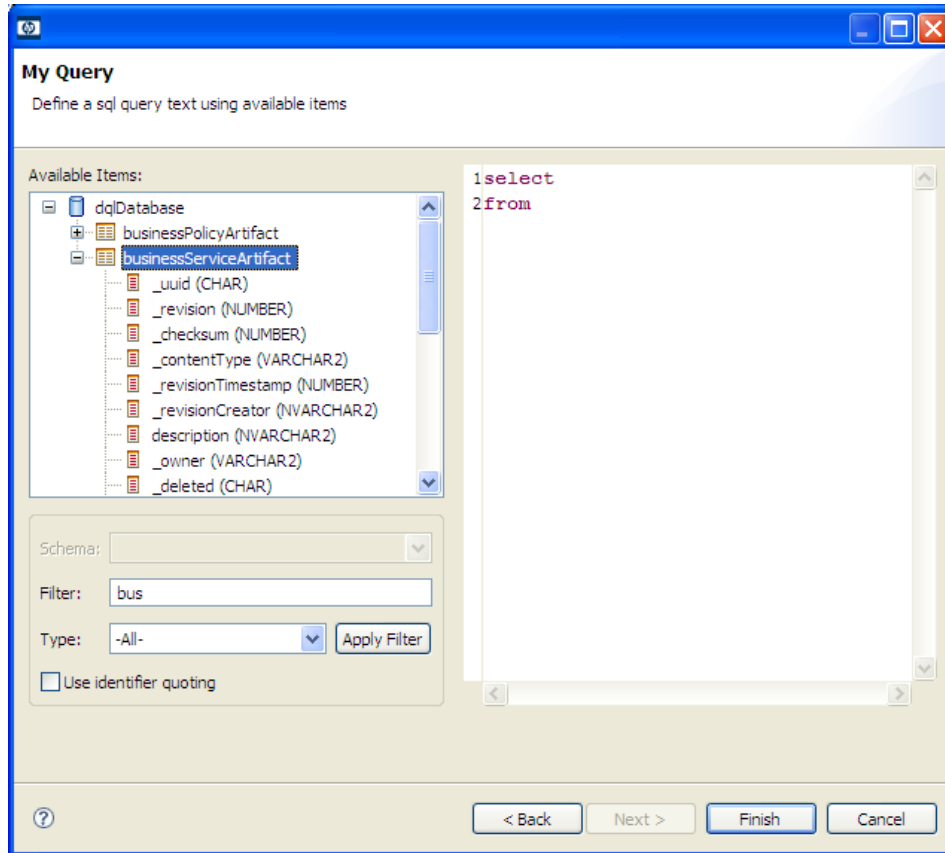 hp
My Query
Define a sql query text using available items
Available Items:
dqlDatabase
businessPolicyArtifact
businessServiceArtifact
_uuid (CHAR)
_revision (NUMBER)
_checksum (NUMBER)
_contentType (VARCHAR2)
_revisionTimestamp (NUMBER)
_revisionCreator (NVARCHAR2)
description (NVARCHAR2)
_owner (VARCHAR2)
_deleted (CHAR)
1select
2from
Schema:
Filter: bus
Type: -All- Apply Filter
Use identifier quoting
? < Back Next > Finish Cancel